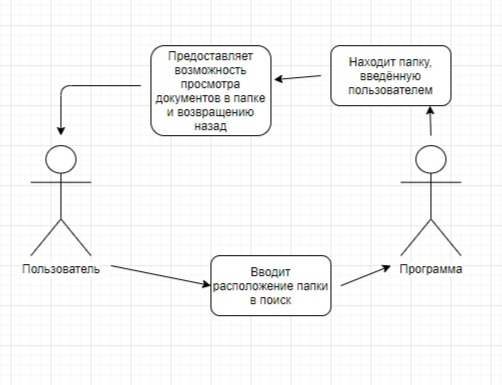 Предоставляет
возможность
просмотра
документов в папке
и возвращению
назад
Находит папку,
введённую
пользователем
Пользователь
Программа
Вводит
расположение папки
в поиск